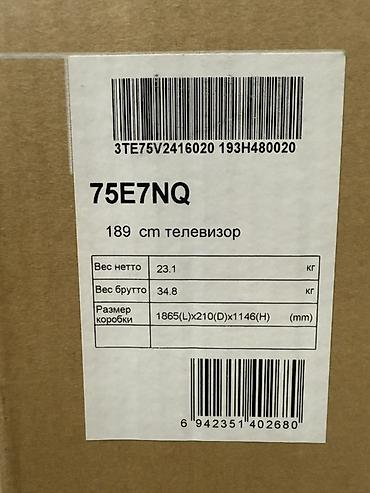 3TE75V2416020 193H480020
75E7NQ
189 cm телевизор
Вес нетто 23.1 кг
Вес брутто 34.8 кг
Размер коробки 1865(L)x210(D)x1146(H) (mm)
6 942351 402680